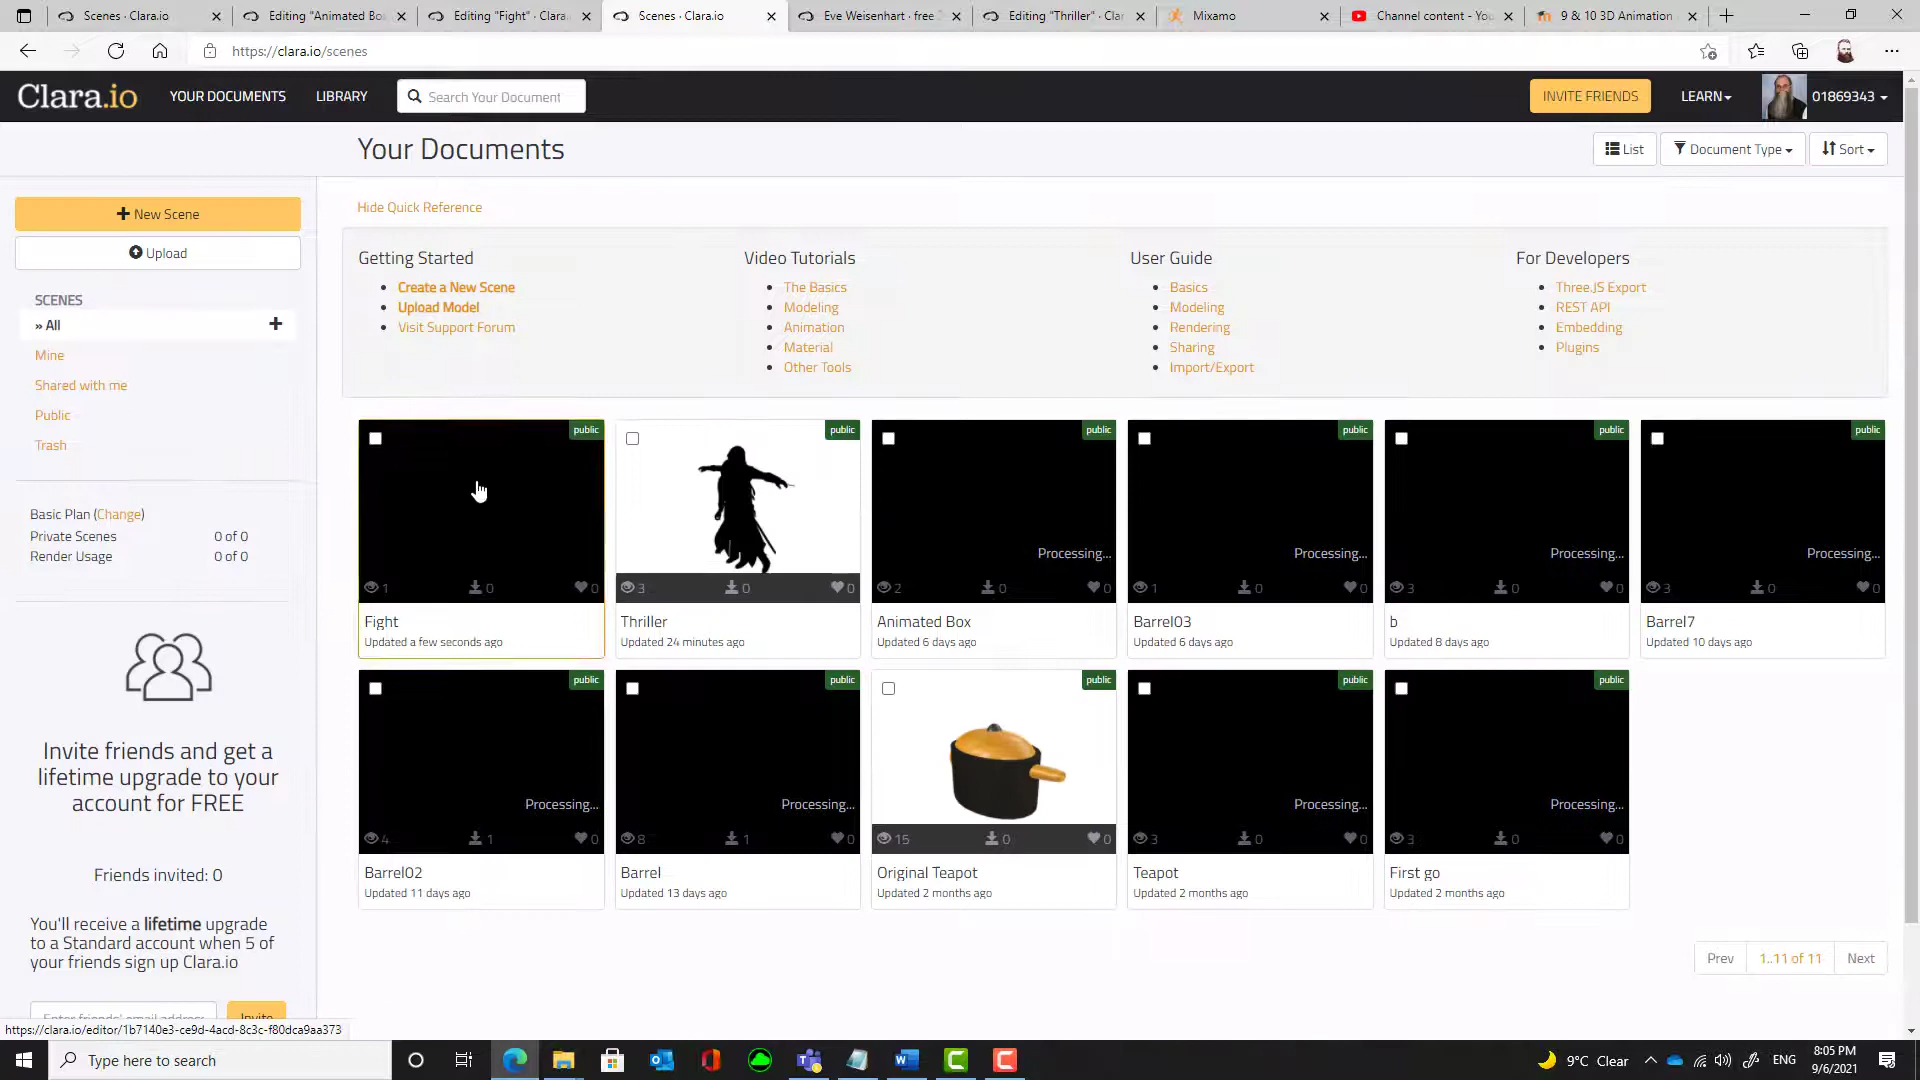 Scenes · Clara.io
Editing "Animated Bo
Editing "Fight" · Clara.
Scenes · Clara.io
Eve Weisenhart · free
Editing "Thriller" · Cla
Mixamo
Channel content - Yo
9 & 10 3D Animation
https://clara.io/scenes
Clara.io
YOUR DOCUMENTS
LIBRARY
Search Your Document
INVITE FRIENDS
LEARN
01869343
Your Documents
List
Document Type
Sort
New Scene
Upload
SCENES
» All
Mine
Shared with me
Public
Trash
Basic Plan (Change)
Private Scenes 0 of 0
Render Usage 0 of 0
Invite friends and get a
lifetime upgrade to your
account for FREE
Friends invited: 0
You'll receive a lifetime upgrade
to a Standard account when 5 of
your friends sign up Clara.io
Enter friends' email address
Invite
Hide Quick Reference
Getting Started
Create a New Scene
Upload Model
Visit Support Forum
Video Tutorials
The Basics
Modeling
Animation
Material
Other Tools
User Guide
Basics
Modeling
Rendering
Sharing
Import/Export
For Developers
Three.JS Export
REST API
Embedding
Plugins
public
1 0 0
Fight
Updated a few seconds ago
public
3 0 0
Thriller
Updated 24 minutes ago
public
Processing...
2 0 0
Animated Box
Updated 6 days ago
public
Processing...
1 0 0
Barrel03
Updated 6 days ago
public
Processing...
3 0 0
b
Updated 8 days ago
public
Processing...
3 0 0
Barrel7
Updated 10 days ago
public
Processing...
4 1 0
Barrel02
Updated 11 days ago
public
Processing...
8 1 0
Barrel
Updated 13 days ago
public
15 0 0
Original Teapot
Updated 2 months ago
public
Processing...
3 0 0
Teapot
Updated 2 months ago
public
Processing...
3 0 0
First go
Updated 2 months ago
Prev
1..11 of 11
Next
https://clara.io/editor/1b7140e3-ce9d-4acd-8c3c-f80dca9aa373
Type here to search
9°C Clear
ENG
8:05 PM
9/6/2021